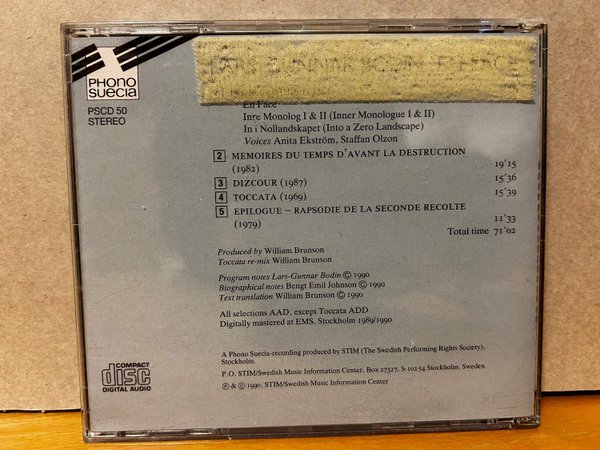 PHONO
SUECIA
PSCD 50
STEREO
LARS-GUNNAR BODIN EN FACE
En Face
Inre Monolog I & II (Inner Monologue I & II)
In i Nollandskapet (Into a Zero Landscape)
Voices Anita Ekström, Staffan Olzon
2 MEMOIRES DU TEMPS D'AVANT LA DESTRUCTION
(1982) 19'15
3 DIZCOUR (1987) 15'36
4 TOCCATA (1969) 15'39
5 EPILOGUE – RAPSODIE DE LA SECONDE RECOLTE
(1979) 11'33
Total time 71'02
Produced by William Brunson
Toccata re-mix William Brunson
Program notes Lars-Gunnar Bodin © 1990
Biographical notes Bengt Emil Johnson © 1990
Text translation William Brunson © 1990
All selections AAD, except Toccata ADD
Digitally mastered at EMS, Stockholm 1989/1990
COMPACT
disc
DIGITAL AUDIO
A Phono Suecia-recording produced by STIM (The Swedish Performing Rights Society),
Stockholm.
P.O. STIM/Swedish Music Information Center, Box 27327, S-102 54 Stockholm, Sweden
℗ & © 1990, STIM/Swedish Music Information Center